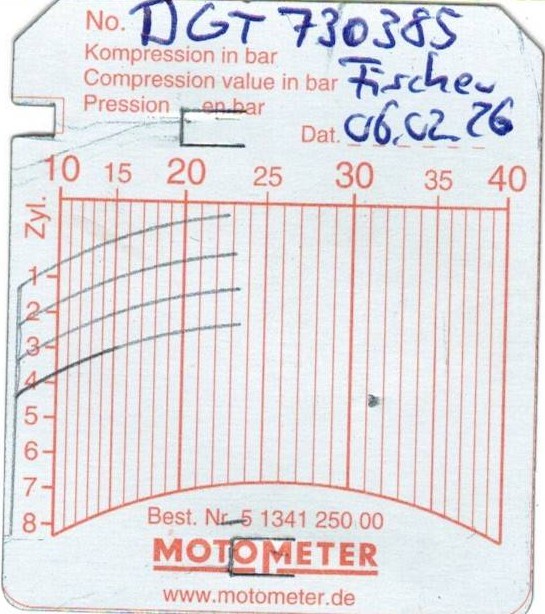 No. DGT 730385
Kompression in bar
Compression value in bar Fischer
Pression en bar
Dat. 06.02.26
10 15 20 25 30 35 40
Zyl.
1
2
3
4
5
6
7
8
Best. Nr. 5 1341 250 00
MOTOMETER
www.motometer.de